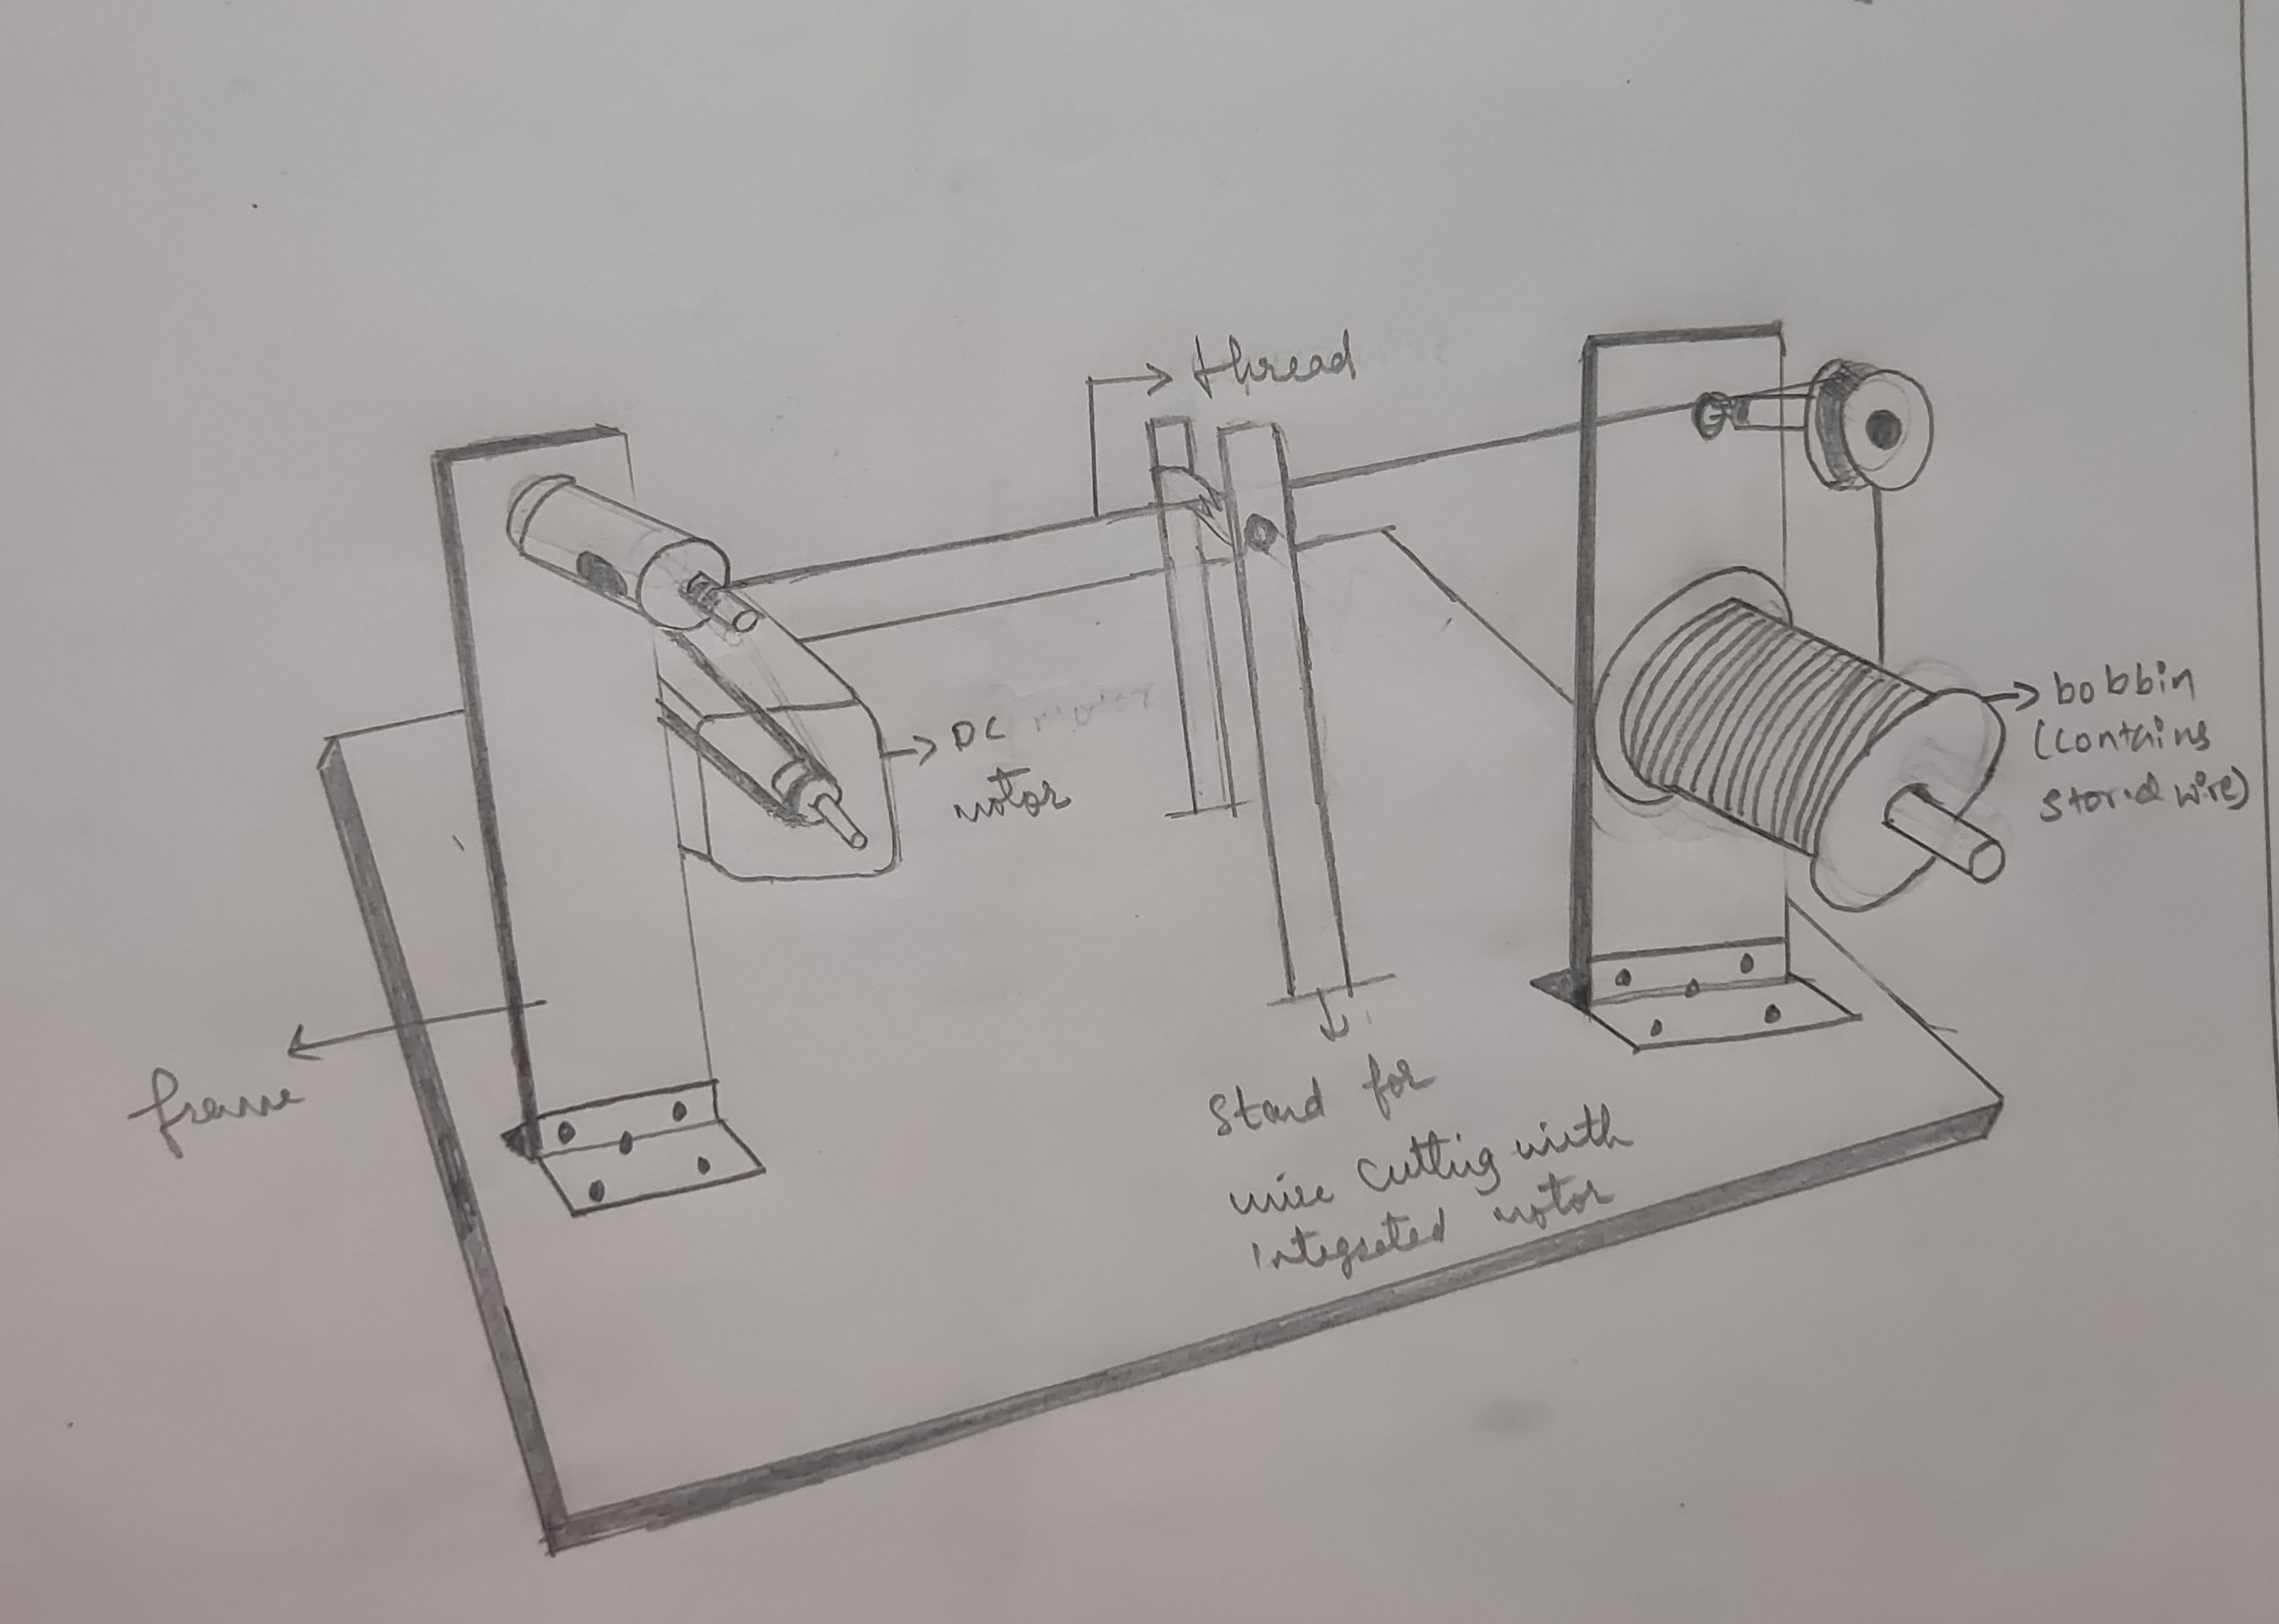 thread
DC
motor
bobbin
(contains
stored wire)
frame
Stand for
wire cutting with
integrated motor